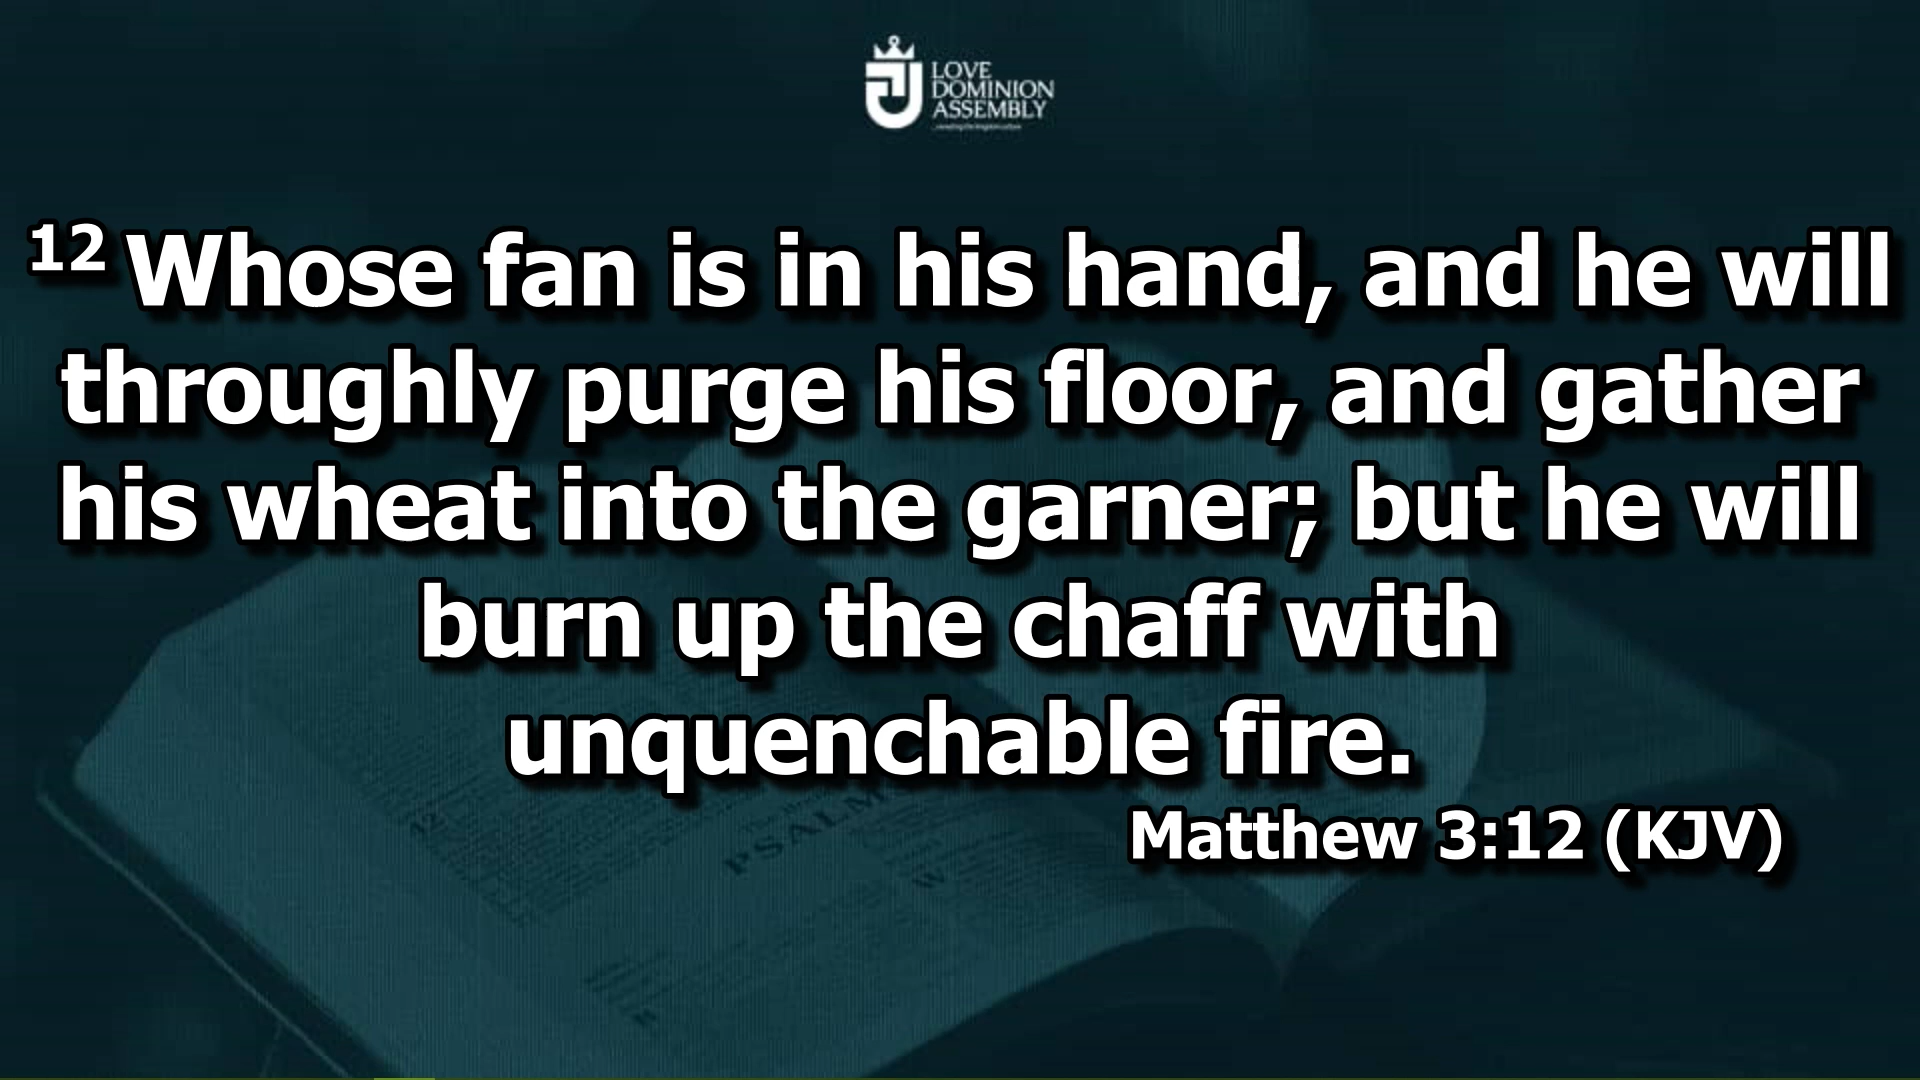 LOVE
DOMINION
ASSEMBLY
12 Whose fan is in his hand, and he will
throughly purge his floor, and gather
his wheat into the garner; but he will
burn up the chaff with
unquenchable fire.
Matthew 3:12 (KJV)
12
PSALMS
W